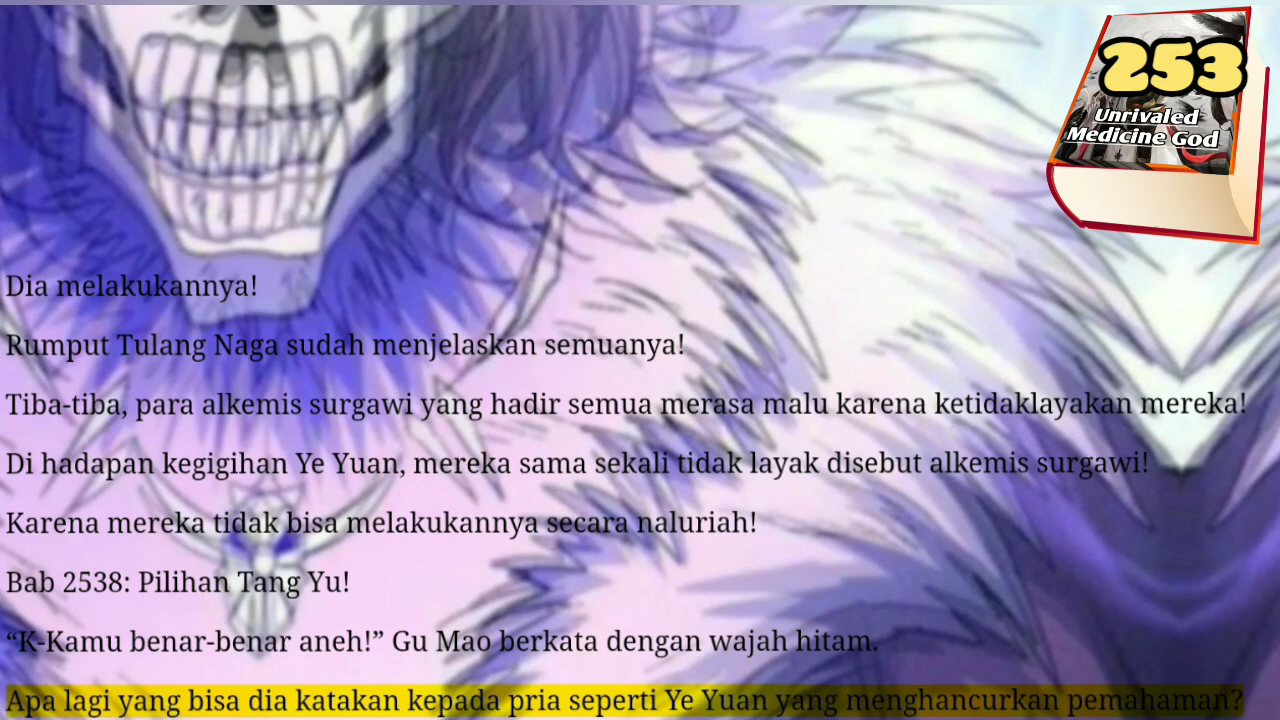 253
Unrivaled
Medicine God
Dia melakukannya!
Rumput Tulang Naga sudah menjelaskan semuanya!
Tiba-tiba, para alkemis surgawi yang hadir semua merasa malu karena ketidaklayakan mereka!
Di hadapan kegigihan Ye Yuan, mereka sama sekali tidak layak disebut alkemis surgawi!
Karena mereka tidak bisa melakukannya secara naluriah!
Bab 2538: Pilihan Tang Yu!
“K-Kamu benar-benar aneh!” Gu Mao berkata dengan wajah hitam.
Apa lagi yang bisa dia katakan kepada pria seperti Ye Yuan yang menghancurkan pemahaman?